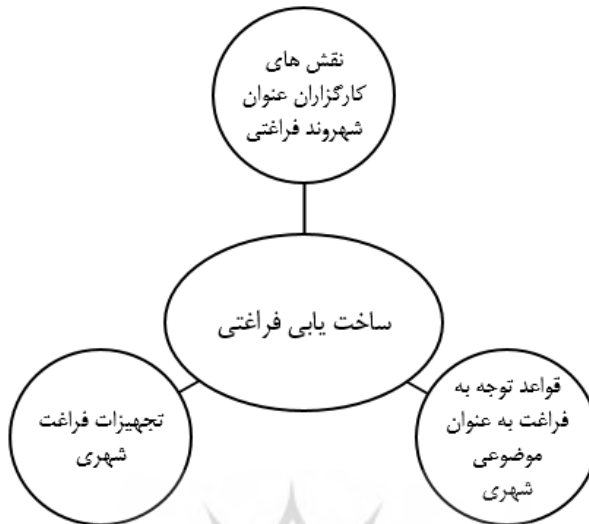 نقش های
کارگزاران عنوان
شهروند فراغتی
ساخت یابی فراغتی
قواعد توجه به
فراغت به عنوان
موضوعی
شهری
تجهیزات فراغت
شهری